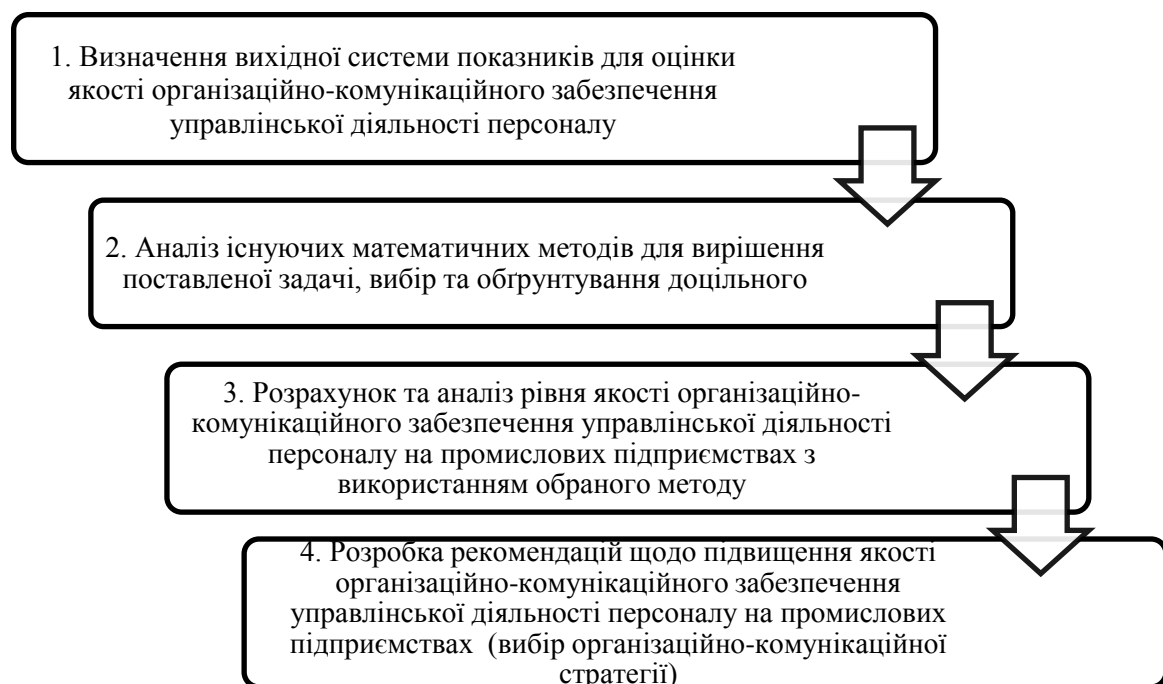 1. Визначення вихідної системи показників для оцінки
якості організаційно-комунікаційного забезпечення
управлінської діяльності персоналу
2. Аналіз існуючих математичних методів для вирішення
поставленої задачі, вибір та обґрунтування доцільного
3. Розрахунок та аналіз рівня якості організаційно-
комунікаційного забезпечення управлінської діяльності
персоналу на промислових підприємствах з
використанням обраного методу
4. Розробка рекомендацій щодо підвищення якості
організаційно-комунікаційного забезпечення
управлінської діяльності персоналу на промислових
підприємствах (вибір організаційно-комунікаційної
стратегії)